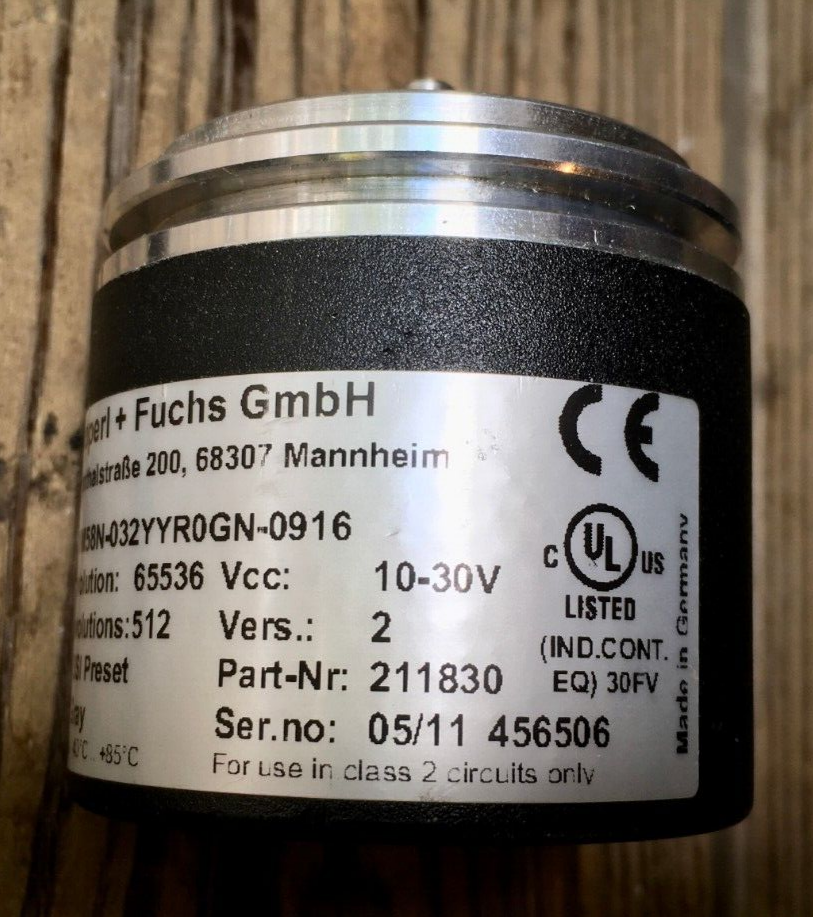 perl + Fuchs GmbH
halstraße 200, 68307 Mannheim
CE
58N-032YYR0GN-0916
65536 Vcc: 10-30V
utions: 512 Vers.: 2
SI Preset Part-Nr: 211830
ay Ser.no: 05/11 456506
+85°C For use in class 2 circuits only
C UL US
LISTED
(IND.CONT.
EQ) 30FV
Made in Germany